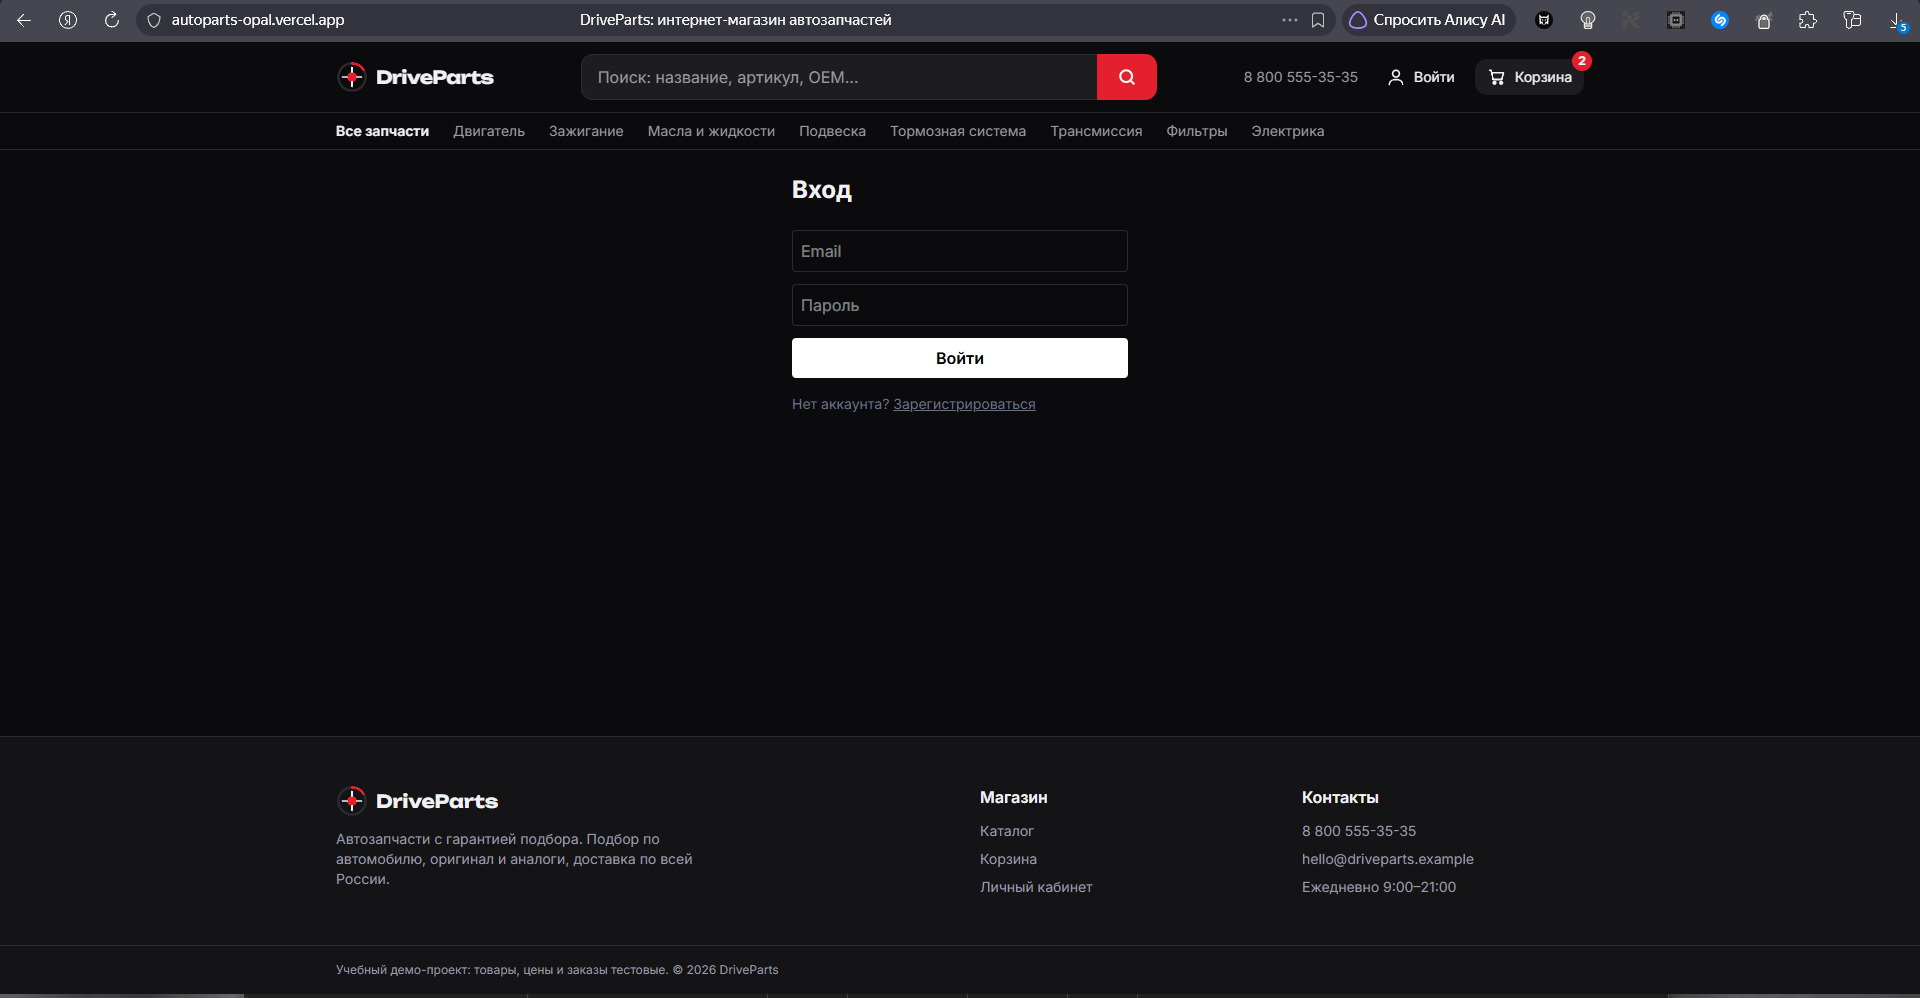 autoparts-opal.vercel.app
DriveParts: интернет-магазин автозапчастей
Спросить Алису AI
5
DriveParts
Поиск: название, артикул, OEM...
8 800 555-35-35
Войти
Корзина
2
Все запчасти
Двигатель
Зажигание
Масла и жидкости
Подвеска
Тормозная система
Трансмиссия
Фильтры
Электрика
Вход
Email
Пароль
Войти
Нет аккаунта? Зарегистрироваться
DriveParts
Автозапчасти с гарантией подбора. Подбор по
автомобилю, оригинал и аналоги, доставка по всей
России.
Магазин
Каталог
Корзина
Личный кабинет
Контакты
8 800 555-35-35
hello@driveparts.example
Ежедневно 9:00–21:00
Учебный демо-проект: товары, цены и заказы тестовые. © 2026 DriveParts